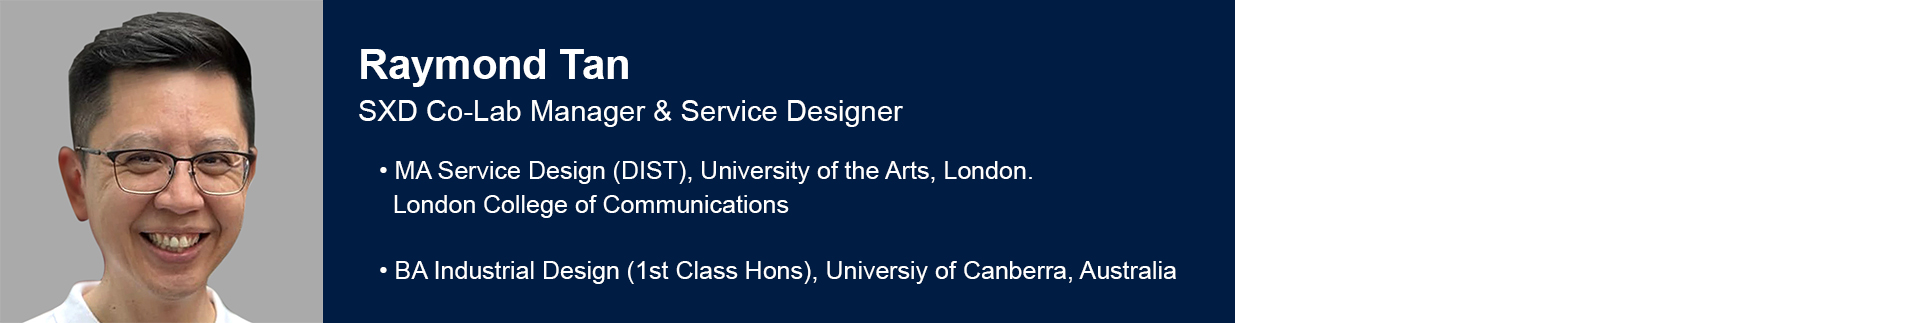 Raymond Tan
SXD Co-Lab Manager & Service Designer
• MA Service Design (DIST), University of the Arts, London.
London College of Communications
• BA Industrial Design (1st Class Hons), Universiy of Canberra, Australia